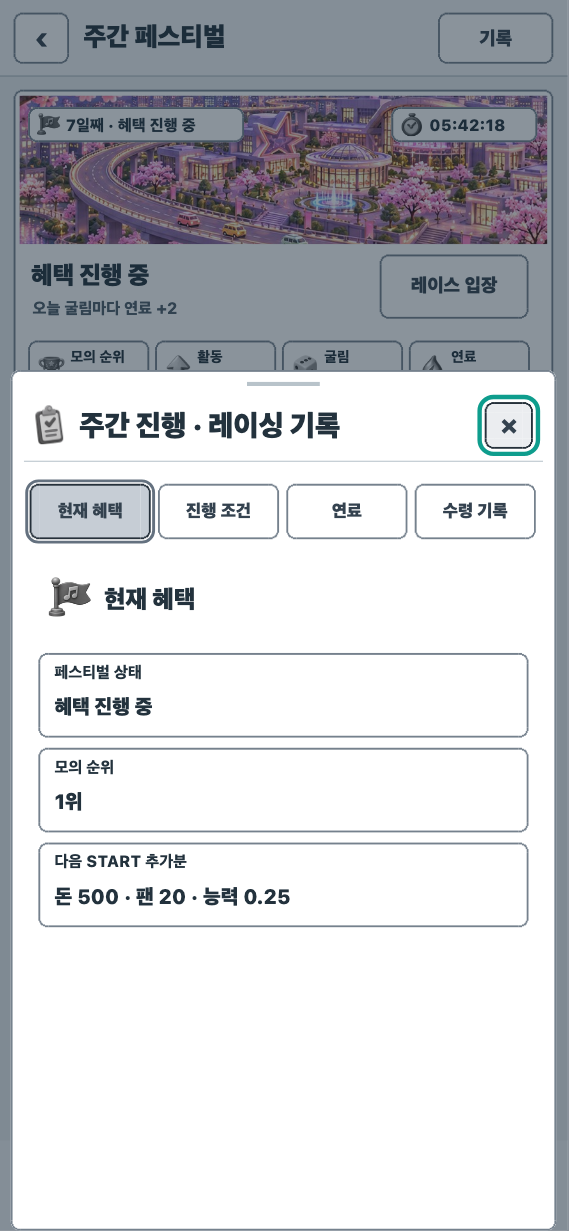 주간 페스티벌
기록
7일째 · 혜택 진행 중
05:42:18
혜택 진행 중
오늘 굴림마다 연료 +2
레이스 입장
모의 순위
활동
굴림
연료
주간 진행 · 레이싱 기록
현재 혜택
진행 조건
연료
수령 기록
현재 혜택
페스티벌 상태
혜택 진행 중
모의 순위
1위
다음 START 추가분
돈 500 · 팬 20 · 능력 0.25